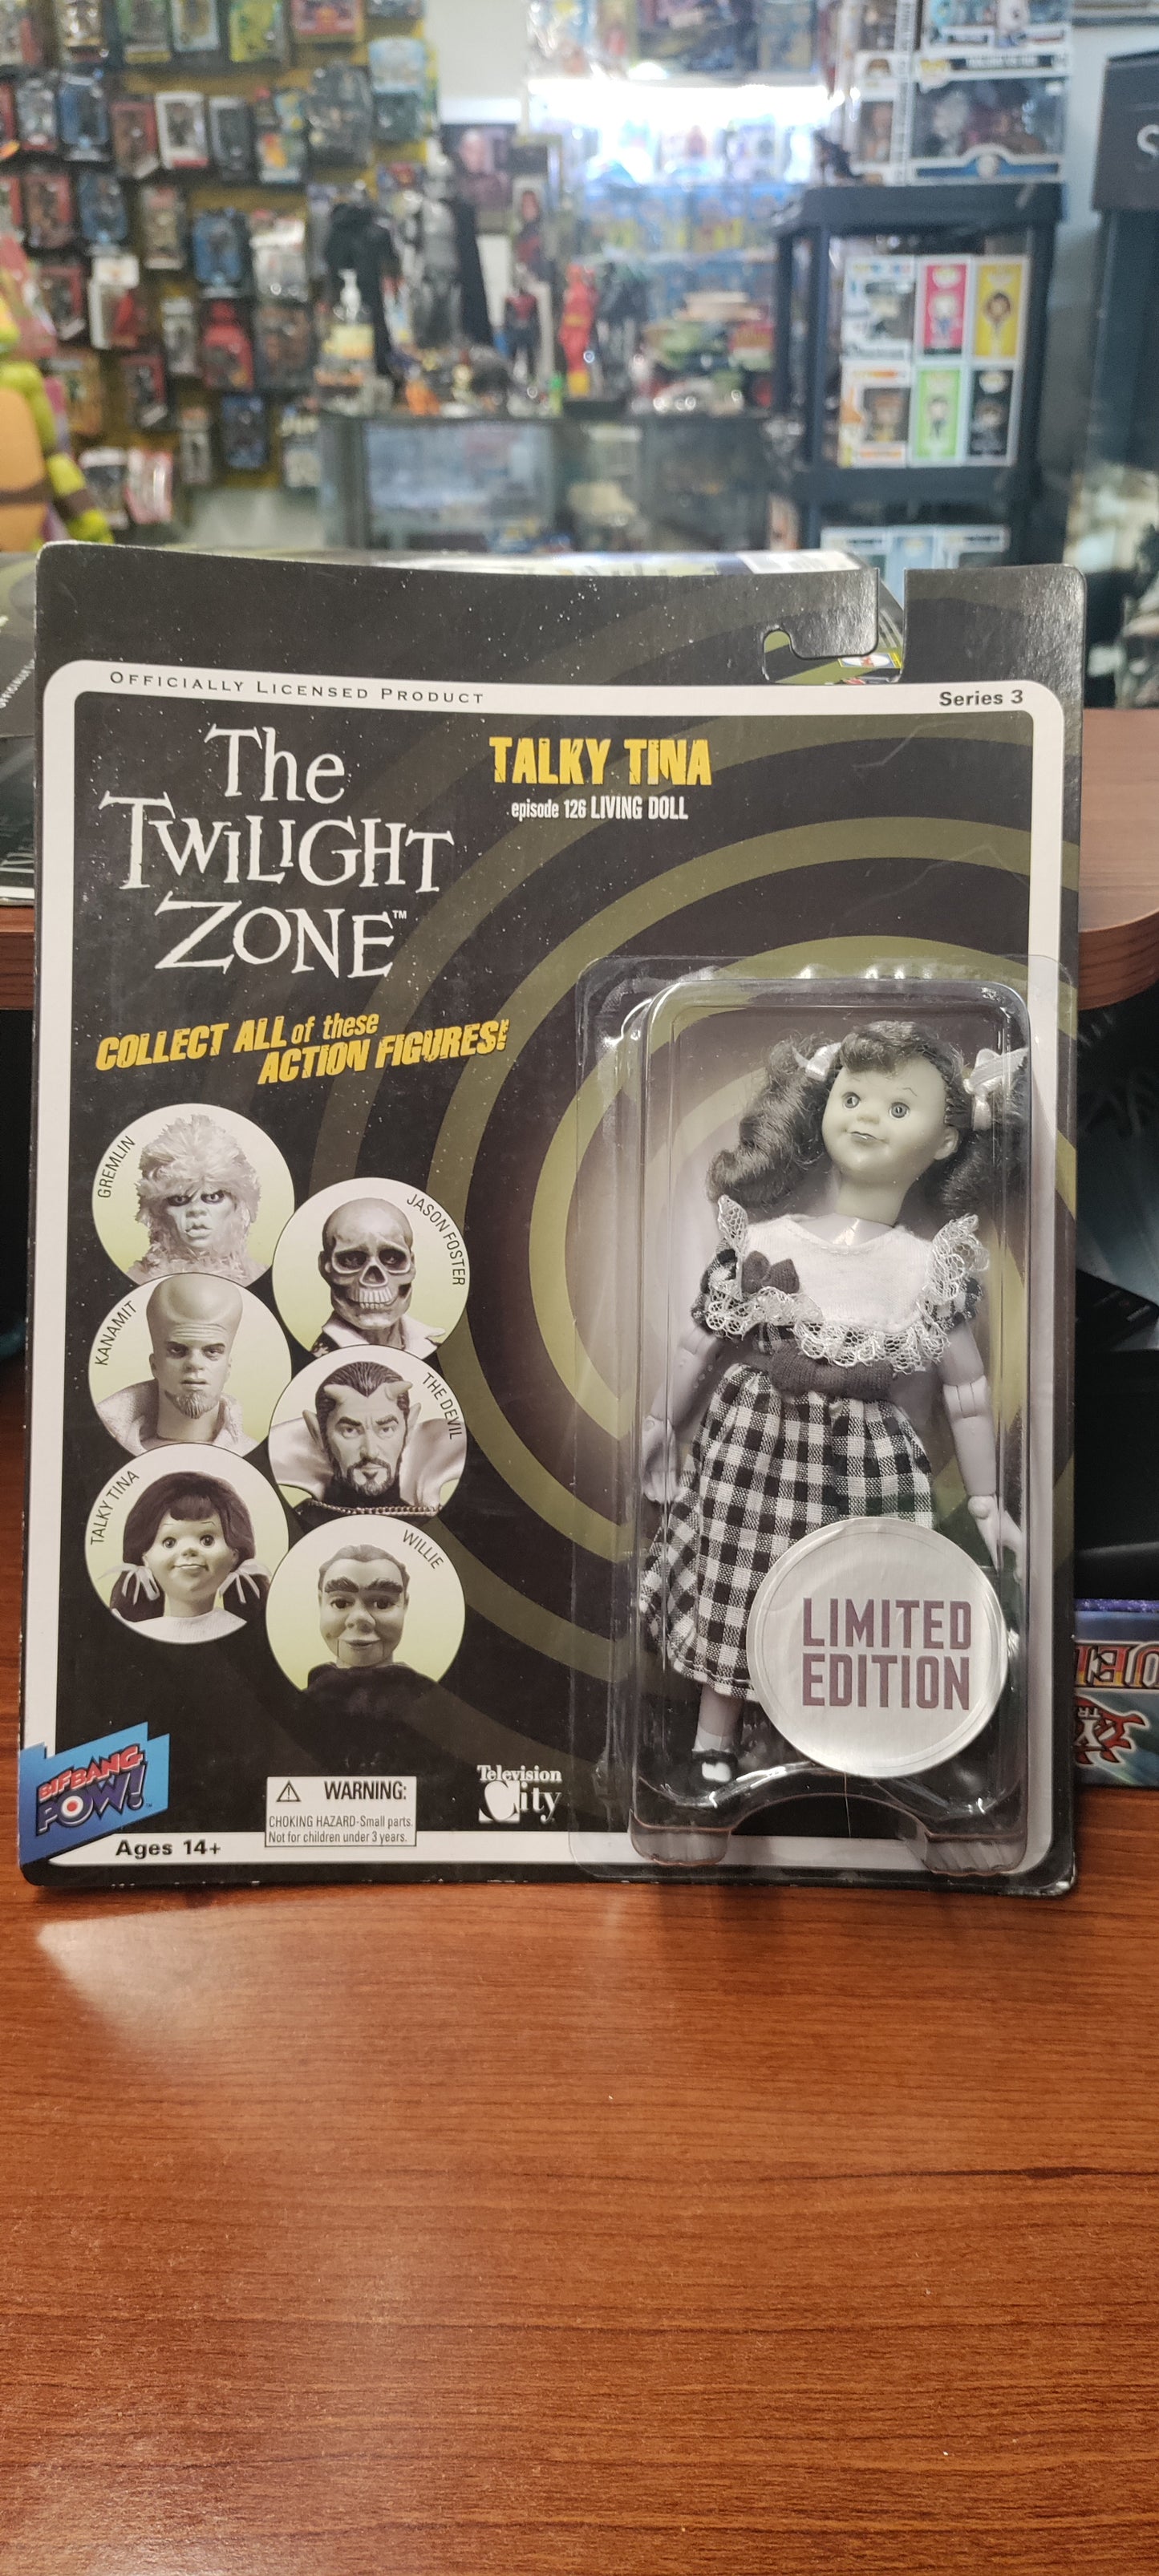 OFFICIALLY LICENSED PRODUCT
Series 3
The
TWILIGHT
ZONE™
TALKY TINA
episode 126 LIVING DOLL
COLLECT ALL of these
ACTION FIGURES!
GREMLIN
JASON FOSTER
KANAMIT
THE DEVIL
TALKY TINA
WILLIE
LIMITED
EDITION
BIF BANG
POW!™
Ages 14+
⚠ WARNING:
CHOKING HAZARD-Small parts.
Not for children under 3 years.
Television
City